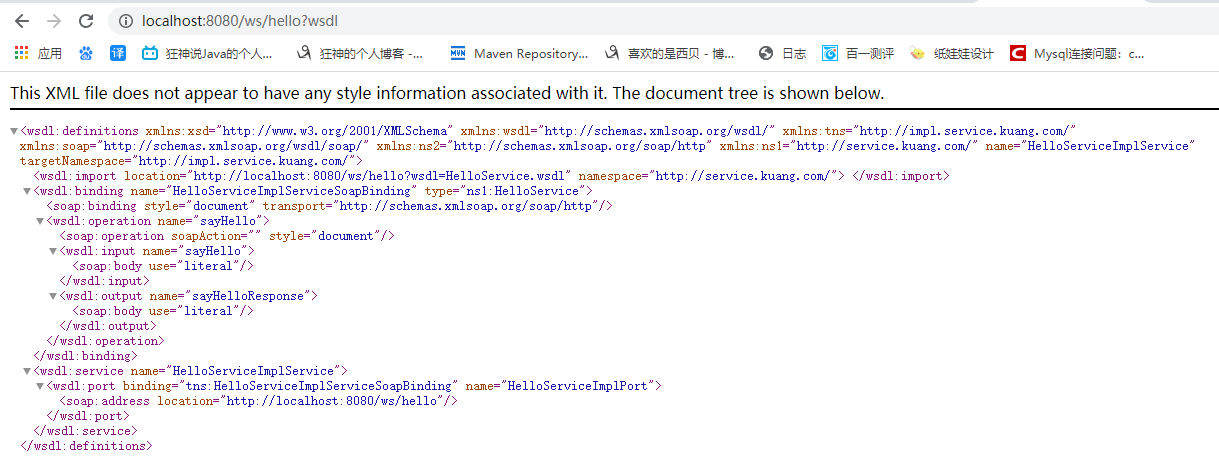 localhost:8080/ws/hello?wsdl
应用 译 狂神说Java的个人... 狂神的个人博客 -... MVN Maven Repository... 喜欢的是西贝 - 博... 日志 百一测评 纸娃娃设计 C Mysql连接问题：c...
This XML file does not appear to have any style information associated with it. The document tree is shown below.
▼<wsdl:definitions xmlns:xsd="http://www.w3.org/2001/XMLSchema" xmlns:wsdl="http://schemas.xmlsoap.org/wsdl/" xmlns:tns="http://impl.service.kuang.com/"
xmlns:soap="http://schemas.xmlsoap.org/wsdl/soap/" xmlns:ns2="http://schemas.xmlsoap.org/soap/http" xmlns:ns1="http://service.kuang.com/" name="HelloServiceImplService"
targetNamespace="http://impl.service.kuang.com/">
<wsdl:import location="http://localhost:8080/ws/hello?wsdl=HelloService.wsdl" namespace="http://service.kuang.com/"> </wsdl:import>
▼<wsdl:binding name="HelloServiceImplServiceSoapBinding" type="ns1:HelloService">
<soap:binding style="document" transport="http://schemas.xmlsoap.org/soap/http"/>
▼<wsdl:operation name="sayHello">
<soap:operation soapAction="" style="document"/>
▼<wsdl:input name="sayHello">
<soap:body use="literal"/>
</wsdl:input>
▼<wsdl:output name="sayHelloResponse">
<soap:body use="literal"/>
</wsdl:output>
</wsdl:operation>
</wsdl:binding>
▼<wsdl:service name="HelloServiceImplService">
▼<wsdl:port binding="tns:HelloServiceImplServiceSoapBinding" name="HelloServiceImplPort">
<soap:address location="http://localhost:8080/ws/hello"/>
</wsdl:port>
</wsdl:service>
</wsdl:definitions>